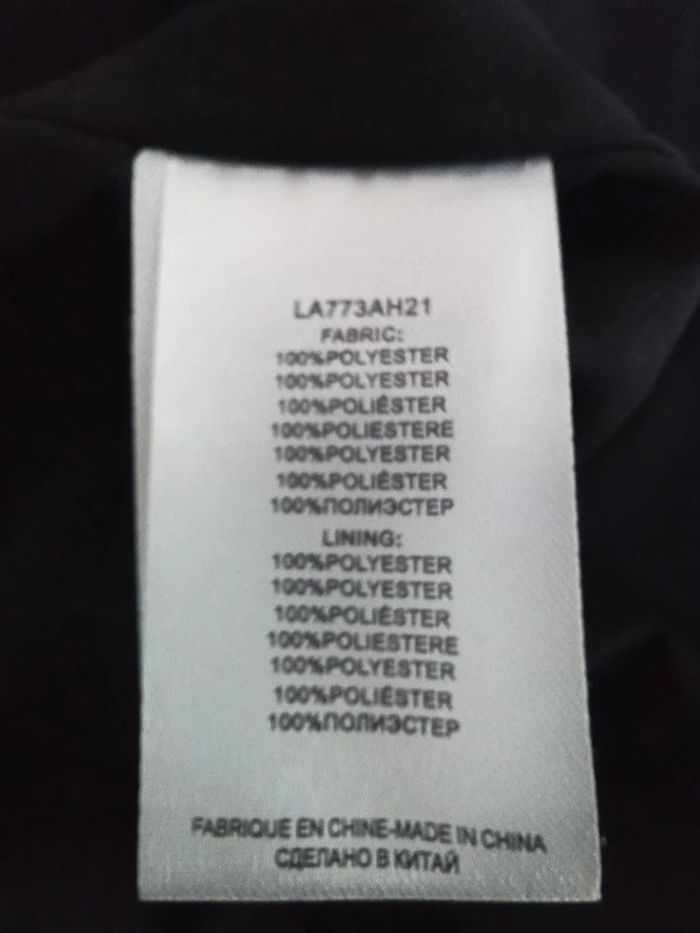 LA773AH21
FABRIC:
100%POLYESTER
100%POLYESTER
100%POLIÉSTER
100%POLIESTERE
100%POLYESTER
100%POLIÉSTER
100%ПОЛИЭСТЕР
LINING:
100%POLYESTER
100%POLYESTER
100%POLIÉSTER
100%POLIESTERE
100%POLYESTER
100%POLIÉSTER
100%ПОЛИЭСТЕР
FABRIQUE EN CHINE-MADE IN CHINA
СДЕЛАНО В КИТАЙ